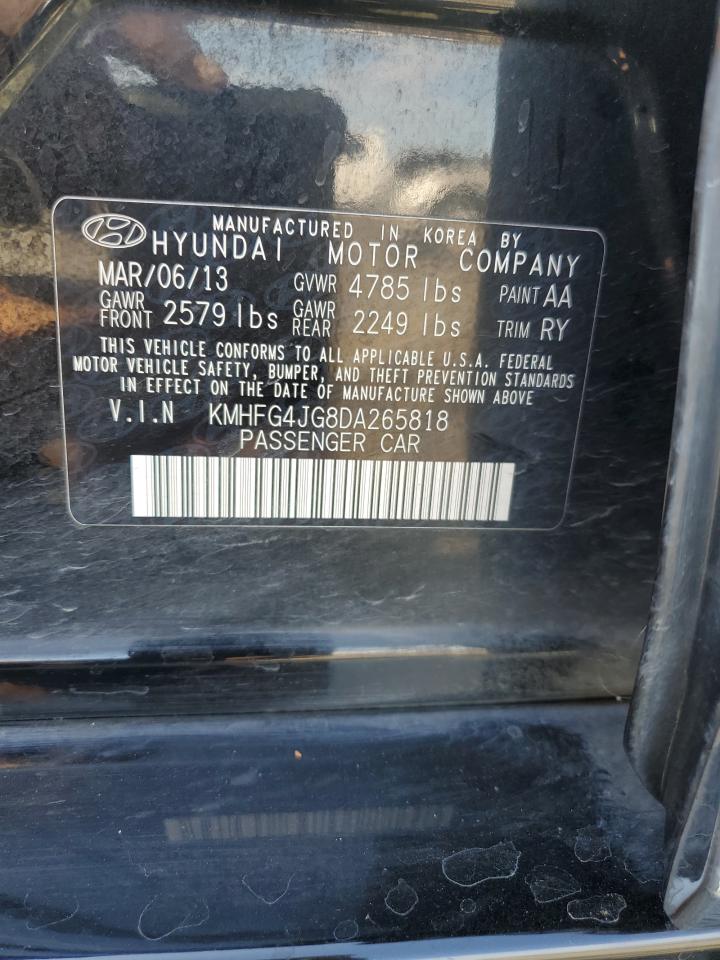 MANUFACTURED IN KOREA BY
HYUNDAI MOTOR COMPANY
MAR/06/13 GVWR 4785 lbs PAINT AA
GAWR FRONT 2579 lbs GAWR REAR 2249 lbs TRIM RY
THIS VEHICLE CONFORMS TO ALL APPLICABLE U.S.A. FEDERAL
MOTOR VEHICLE SAFETY, BUMPER, AND THEFT PREVENTION STANDARDS
IN EFFECT ON THE DATE OF MANUFACTURE SHOWN ABOVE
V.I.N KMHFG4JG8DA265818
PASSENGER CAR